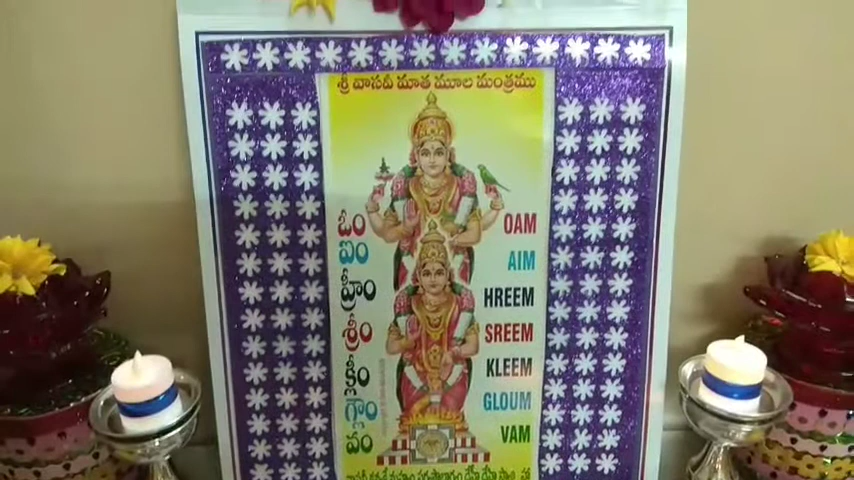 శ్రీ వాసవీ మాత మూల మంత్రము
ఓం OAM
ఐం AIM
హ్రీం HREEM
శ్రీం SREEM
క్లీం KLEEM
గ్లౌం GLOUM
వం VAM